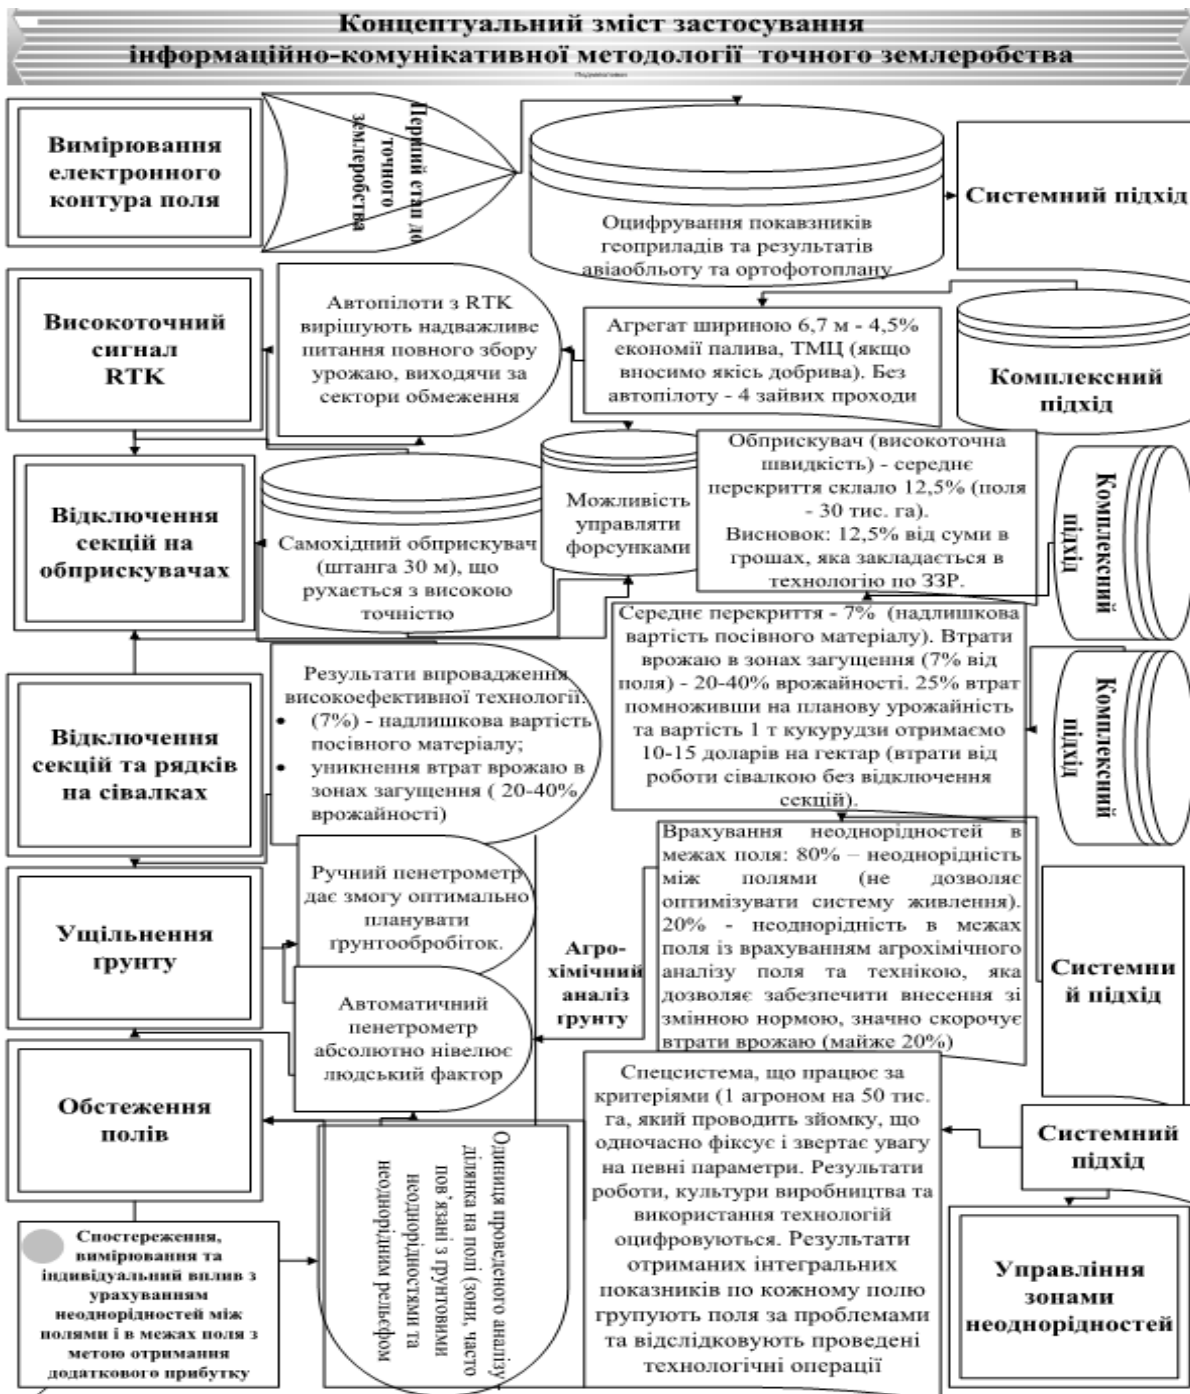 Концептуальний зміст застосування
інформаційно-комунікативної методології точного землеробства
Вимірювання
електронного
контура поля
Перший етап до
точного
землеробства
Оцифрування покавзників
геоприладів та результатів
авіаобльоту та ортофотоплану
Системний підхід
Високоточний
сигнал
RTK
Автопілоти з RTK
вирішують надважливе
питання повного збору
урожаю, виходячи за
сектори обмеження
Агрегат шириною 6,7 м - 4,5%
економії палива, ТМЦ (якщо
вносимо якісь добрива). Без
автопілоту - 4 зайвих проходи
Комплексний
підхід
Відключення
секцій на
обприскувачах
Самохідний обприскувач
(штанга 30 м), що
рухається з високою
точністю
Можливість
управляти
форсунками
Обприскувач (високоточна
швидкість) - середнє
перекриття склало 12,5% (поля
- 30 тис. га).
Висновок: 12,5% від суми в
грошах, яка закладається в
технологію по ЗЗР.
Комплексний
підхід
Відключення
секцій та рядків
на сівалках
Результати впровадження
високоефективної технології:
• (7%) - надлишкова вартість
посівного матеріалу;
• уникнення втрат врожаю в
зонах загущення ( 20-40%
врожайності)
Середнє перекриття - 7% (надлишкова
вартість посівного матеріалу). Втрати
врожаю в зонах загущення (7% від
поля) - 20-40% врожайності. 25% втрат
помноживши на планову урожайність
та вартість 1 т кукурудзи отримаємо
10-15 доларів на гектар (втрати від
роботи сівалкою без відключення
секцій).
Комплексний
підхід
Ущільнення
ґрунту
Ручний пенетрометр
дає змогу оптимально
планувати
ґрунтообробіток.
Автоматичний
пенетрометр
абсолютно нівелює
людський фактор
Агро-
хімічний
аналіз
ґрунту
Врахування неоднорідностей в
межах поля: 80% – неоднорідність
між полями (не дозволяє
оптимізувати систему живлення).
20% - неоднорідність в межах
поля із врахуванням агрохімічного
аналізу поля та технікою, яка
дозволяє забезпечити внесення зі
змінною нормою, значно скорочує
втрати врожаю (майже 20%)
Системни
й підхід
Обстеження
полів
Одиниця проведеного аналізу -
ділянка на полі (зони, часто
пов'язані з ґрунтовими
неоднорідностями та
неоднорідним рельєфом
Спецсистема, що працює за
критеріями (1 агроном на 50 тис.
га, який проводить зйомку, що
одночасно фіксує і звертає увагу
на певні параметри. Результати
роботи, культури виробництва та
використання технологій
оцифровуються. Результати
отриманих інтегральних
показників по кожному полю
групують поля за проблемами
та відслідковують проведені
технологічні операції
Системний
підхід
Спостереження,
вимірювання та
індивідуальний вплив з
урахуванням
неоднорідностей між
полями і в межах поля з
метою отримання
додаткового прибутку
Управління
зонами
неоднорідностей